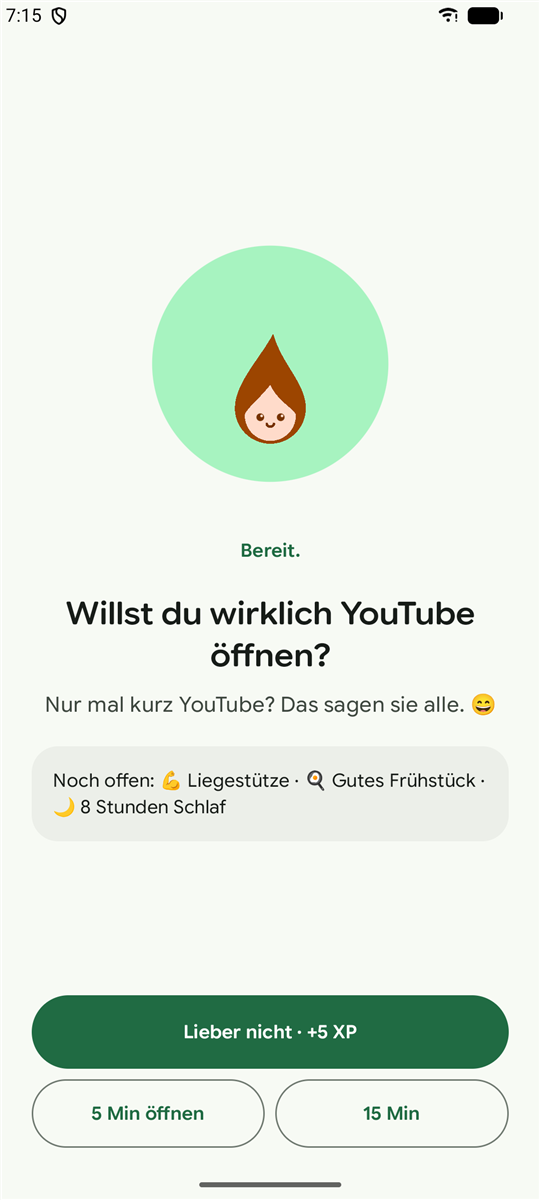 7:15
Bereit.
Willst du wirklich YouTube
öffnen?
Nur mal kurz YouTube? Das sagen sie alle. 😄
Noch offen: 💪 Liegestütze · 🍳 Gutes Frühstück ·
🌙 8 Stunden Schlaf
Lieber nicht · +5 XP
5 Min öffnen
15 Min